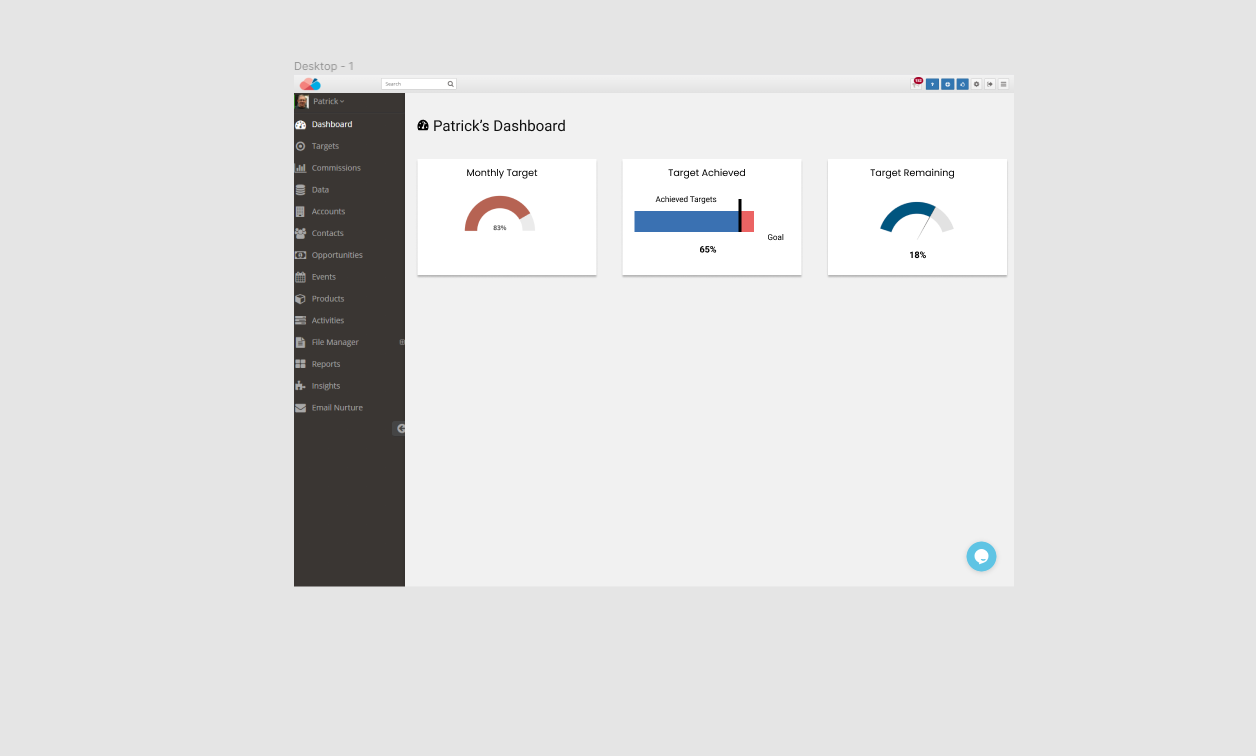 Desktop - 1
Search
Patrick
Patrick's Dashboard
Dashboard
Targets
Commissions
Data
Accounts
Contacts
Opportunities
Events
Products
Activities
File Manager
Reports
Insights
Email Nurture
Monthly Target
83%
Target Achieved
Achieved Targets
Goal
65%
Target Remaining
18%